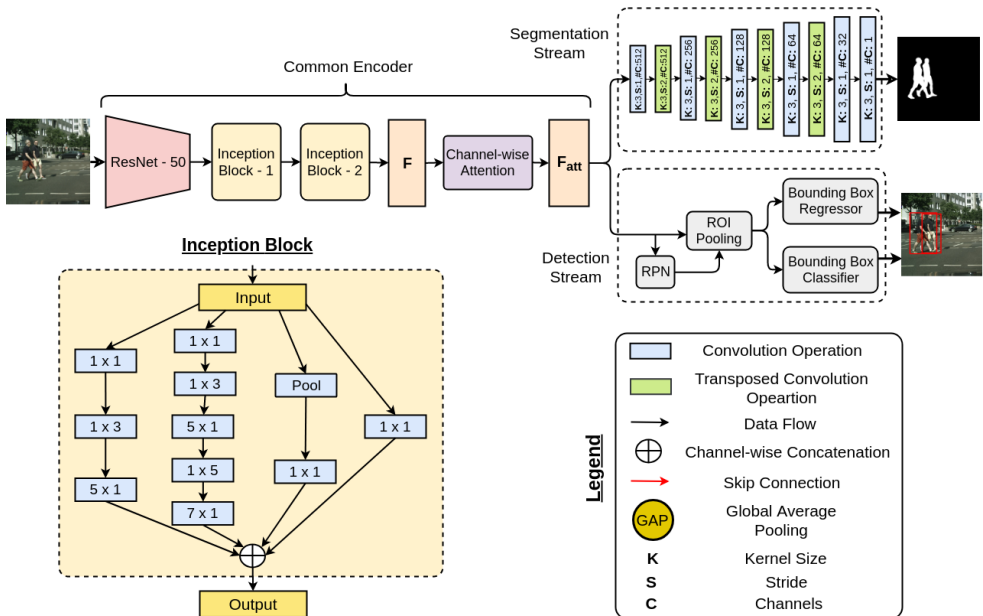 Segmentation
Stream
K:3,S:1,#C:512
K:3,S:2,#C:512
K: 3, S: 1,#C: 256
K: 3, S: 2, #C: 256
K: 3, S: 1, #C: 128
K: 3, S: 2, #C: 128
K: 3, S: 1, #C: 64
K: 3, S: 2, #C: 64
K: 3, S: 1, #C: 32
K: 3, S: 1, #C: 1
Common Encoder
ResNet - 50
Inception
Block - 1
Inception
Block - 2
F
Channel-wise
Attention
Fatt
Detection
Stream
RPN
ROI
Pooling
Bounding Box
Regressor
Bounding Box
Classifier
Inception Block
Input
1 x 1
1 x 3
5 x 1
1 x 1
1 x 3
5 x 1
1 x 5
7 x 1
Pool
1 x 1
1 x 1
Output
Legend
Convolution Operation
Transposed Convolution
Opeartion
Data Flow
Channel-wise Concatenation
Skip Connection
GAP
Global Average
Pooling
K
Kernel Size
S
Stride
C
Channels